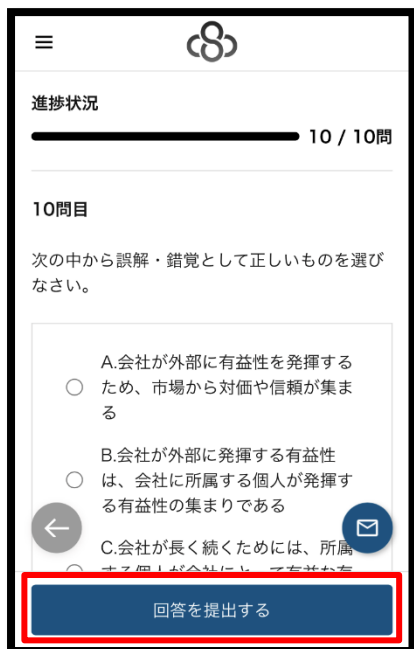 進捗状況
10 / 10問
10問目
次の中から誤解・錯覚として正しいものを選び
なさい。
A.会社が外部に有益性を発揮する
ため、市場から対価や信頼が集ま
る
B.会社が外部に発揮する有益性
は、会社に所属する個人が発揮す
る有益性の集まりである
C.会社が長く続くためには、所属
回答を提出する